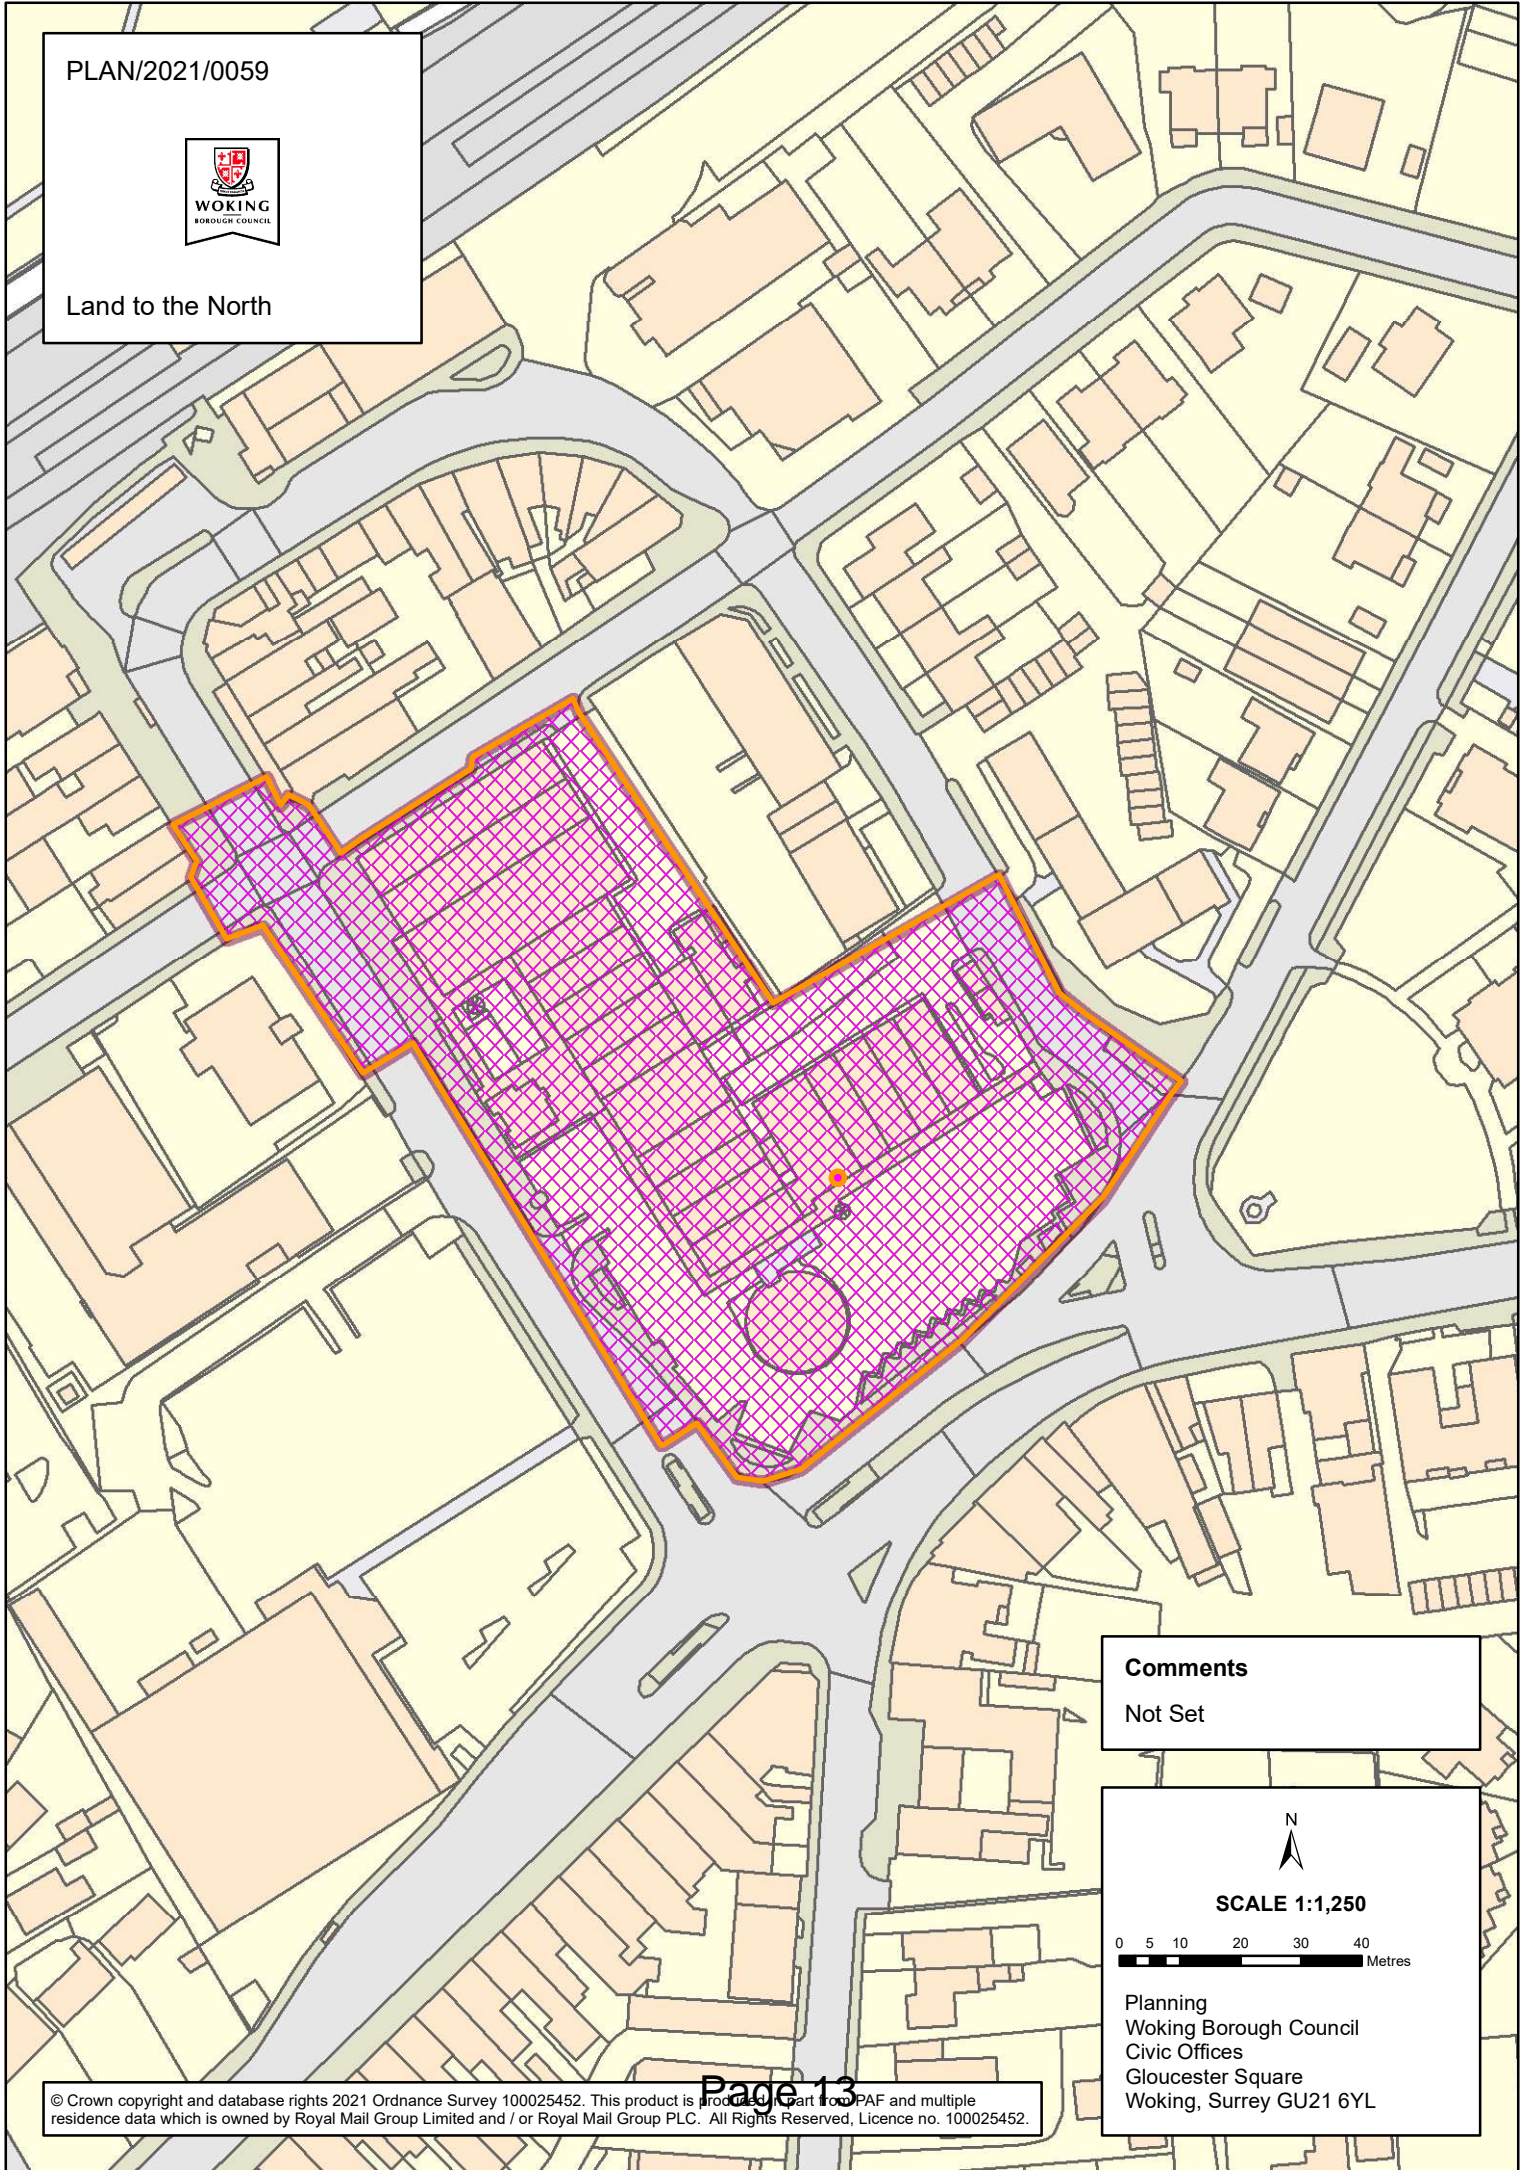 PLAN/2021/0059
WOKING
BOROUGH COUNCIL
Land to the North
Comments
Not Set
N
SCALE 1:1,250
0 5 10 20 30 40
Metres
Planning
Woking Borough Council
Civic Offices
Gloucester Square
Woking, Surrey GU21 6YL
Page 13
© Crown copyright and database rights 2021 Ordnance Survey 100025452. This product is produced in part from PAF and multiple
residence data which is owned by Royal Mail Group Limited and / or Royal Mail Group PLC. All Rights Reserved, Licence no. 100025452.